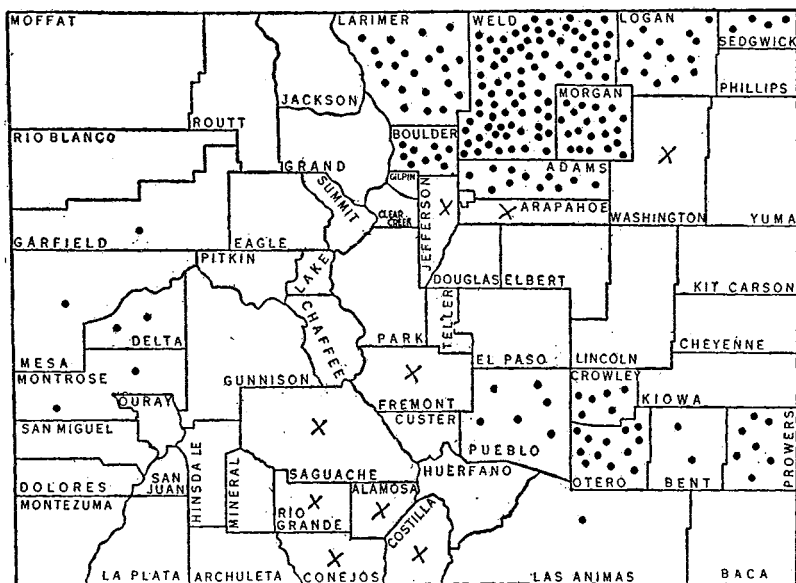 MOFFAT
LARIMER
WELD
LOGAN
SEDGWICK
PHILLIPS
JACKSON
MORGAN
ROUTT
RIO BLANCO
BOULDER
GRAND
GILPIN
ADAMS
SUMMIT
CLEAR CREEK
JEFFERSON
ARAPAHOE
WASHINGTON
YUMA
GARFIELD
EAGLE
PITKIN
LAKE
DOUGLAS
ELBERT
KIT CARSON
TELLER
CHAFFEE
PARK
DELTA
EL PASO
LINCOLN
CHEYENNE
MESA
MONTROSE
GUNNISON
CROWLEY
KIOWA
OURAY
FREMONT
CUSTER
SAN MIGUEL
PUEBLO
PROWERS
HINSDALE
MINERAL
SAGUACHE
HUERFANO
OTERO
BENT
DOLORES
SAN JUAN
MONTEZUMA
RIO GRANDE
ALAMOSA
COSTILLA
LA PLATA
ARCHULETA
CONEJOS
LAS ANIMAS
BACA